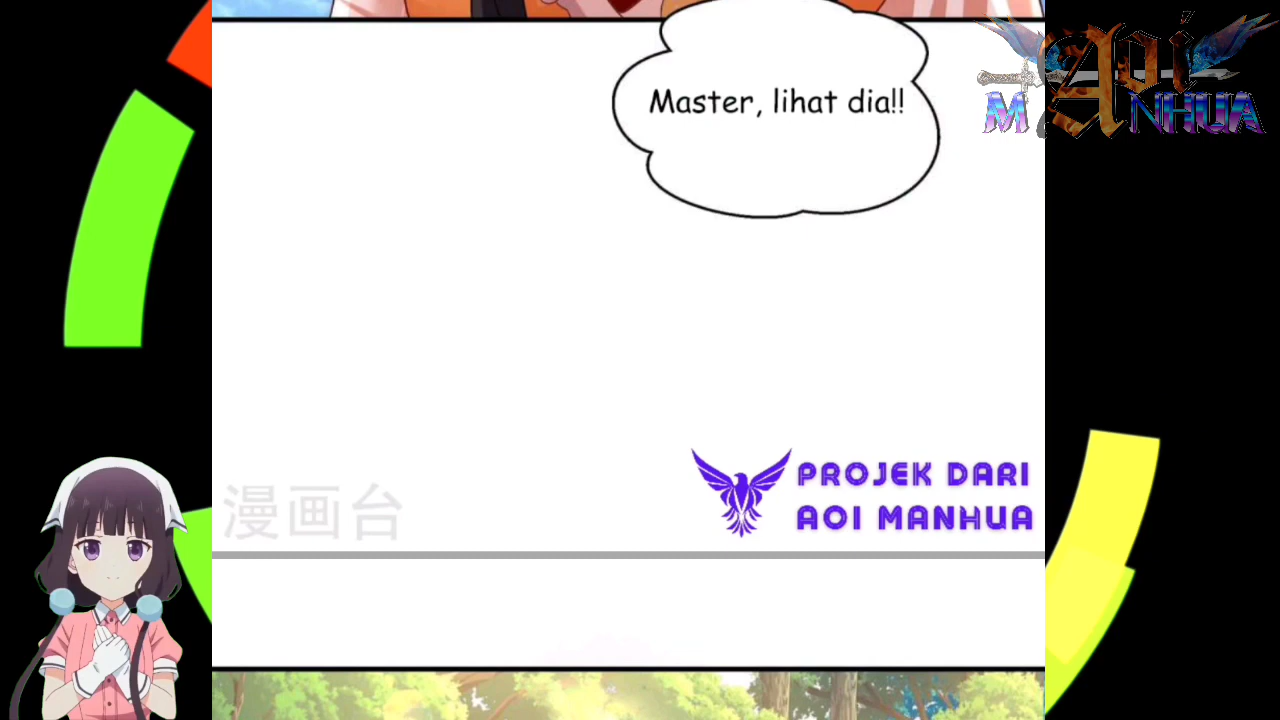 Aoi
MANHUA
Master, lihat dia!!
PROJEK DARI
AOI MANHUA
漫画台